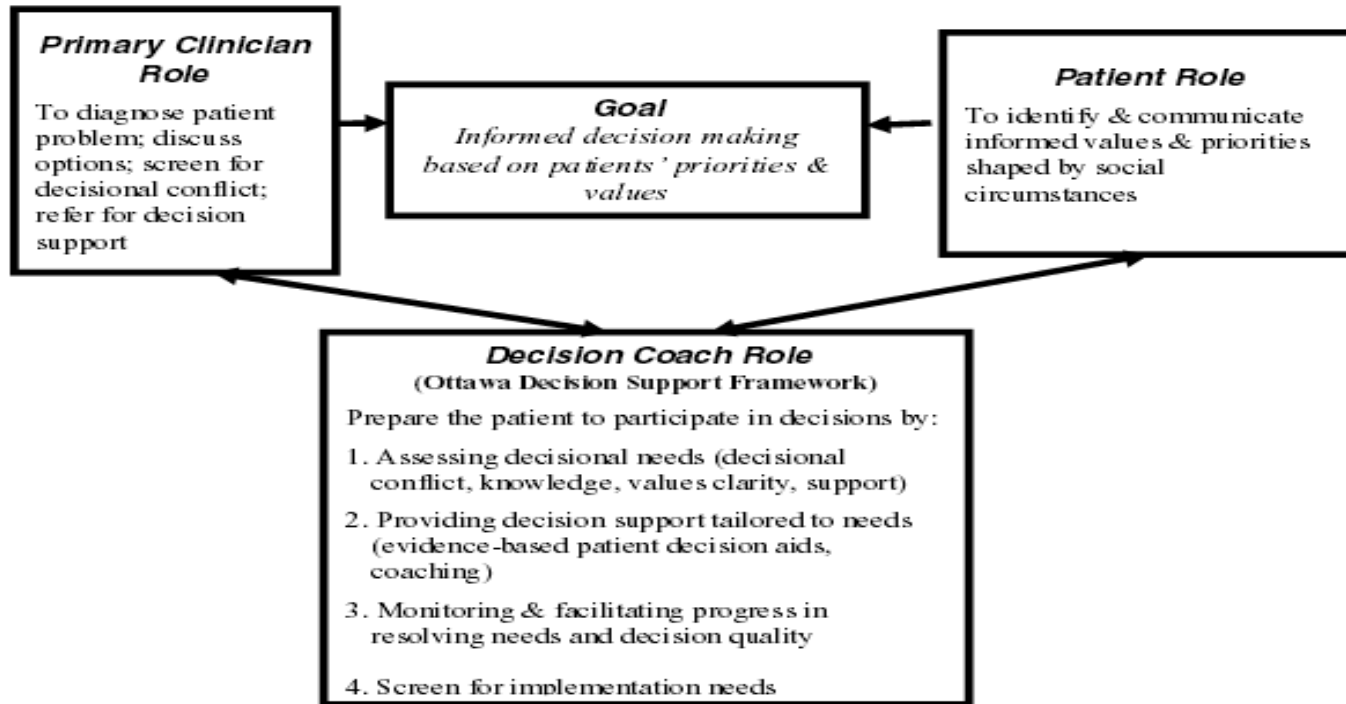 Primary Clinician
Role
To diagnose patient
problem; discuss
options; screen for
decisional conflict;
refer for decision
support
Goal
Informed decision making
based on patients' priorities &
values
Patient Role
To identify & communicate
informed values & priorities
shaped by social
circumstances
Decision Coach Role
(Ottawa Decision Support Framework)
Prepare the patient to participate in decisions by:
1. Assessing decisional needs (decisional
conflict, knowledge, values clarity, support)
2. Providing decision support tailored to needs
(evidence-based patient decision aids,
coaching)
3. Monitoring & facilitating progress in
resolving needs and decision quality
4. Screen for implementation needs